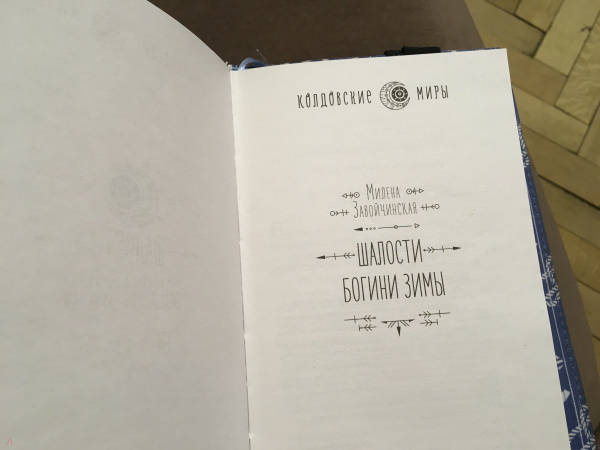 КОЛДОВСКИЕ МИРЫ
Милена
Завойчинская
ШАЛОСТИ
БОГИНИ ЗИМЫ